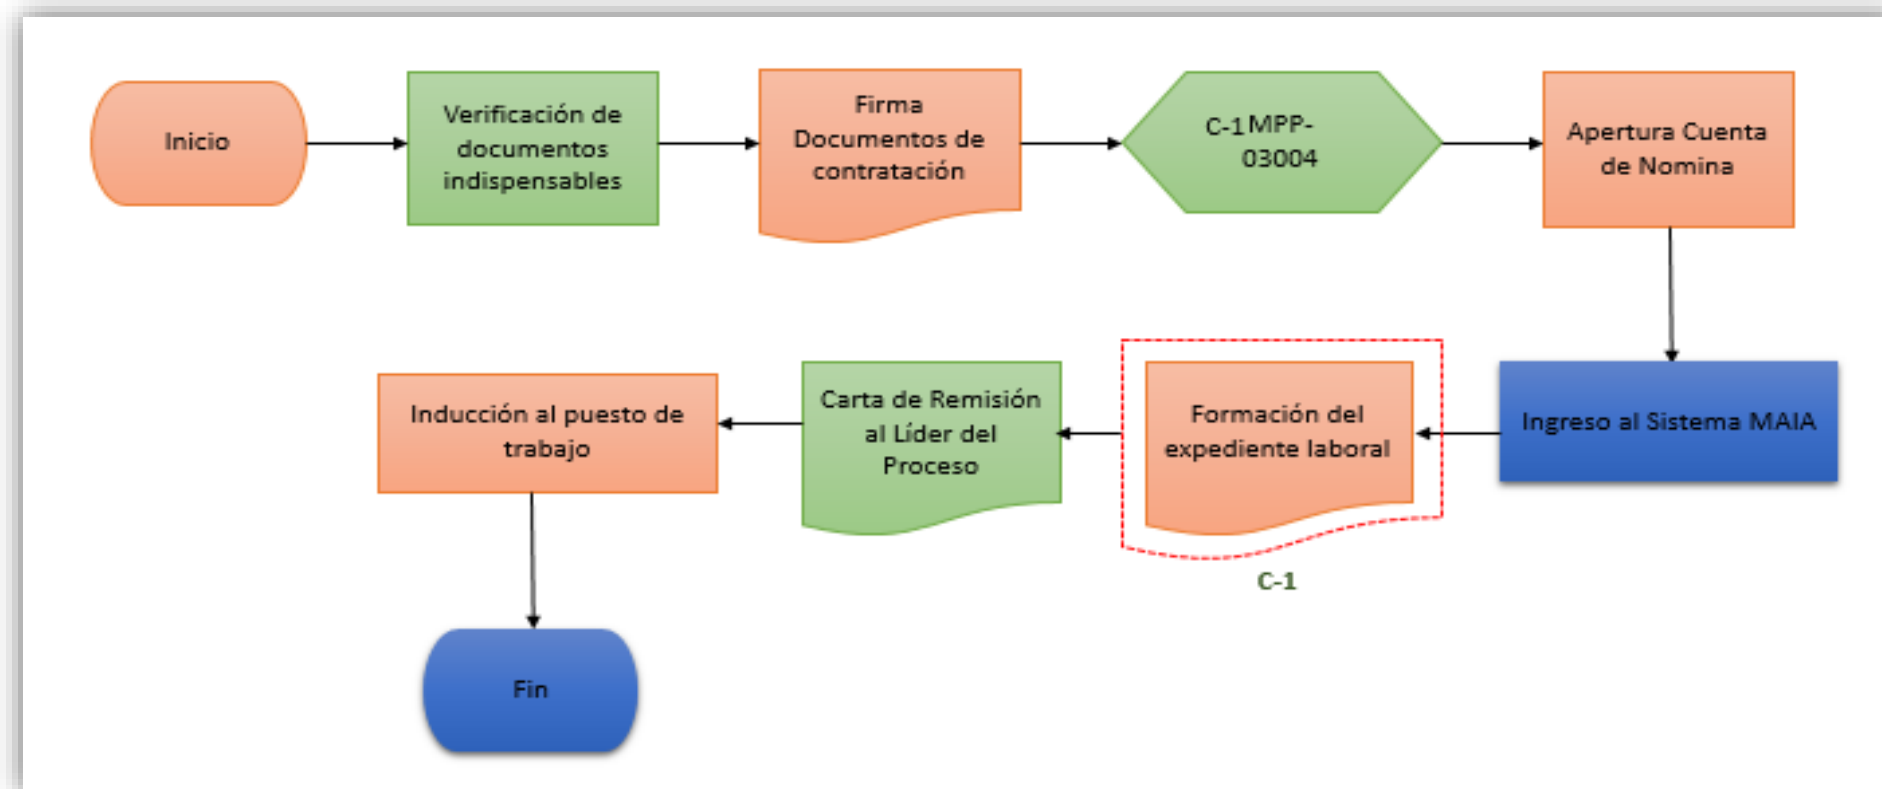 Inicio
Verificación de
documentos
indispensables
Firma
Documentos de
contratación
C-1 MPP-
03004
Apertura Cuenta
de Nomina
Ingreso al Sistema MAIA
Formación del
expediente laboral
C-1
Carta de Remisión
al Líder del
Proceso
Inducción al puesto de
trabajo
Fin